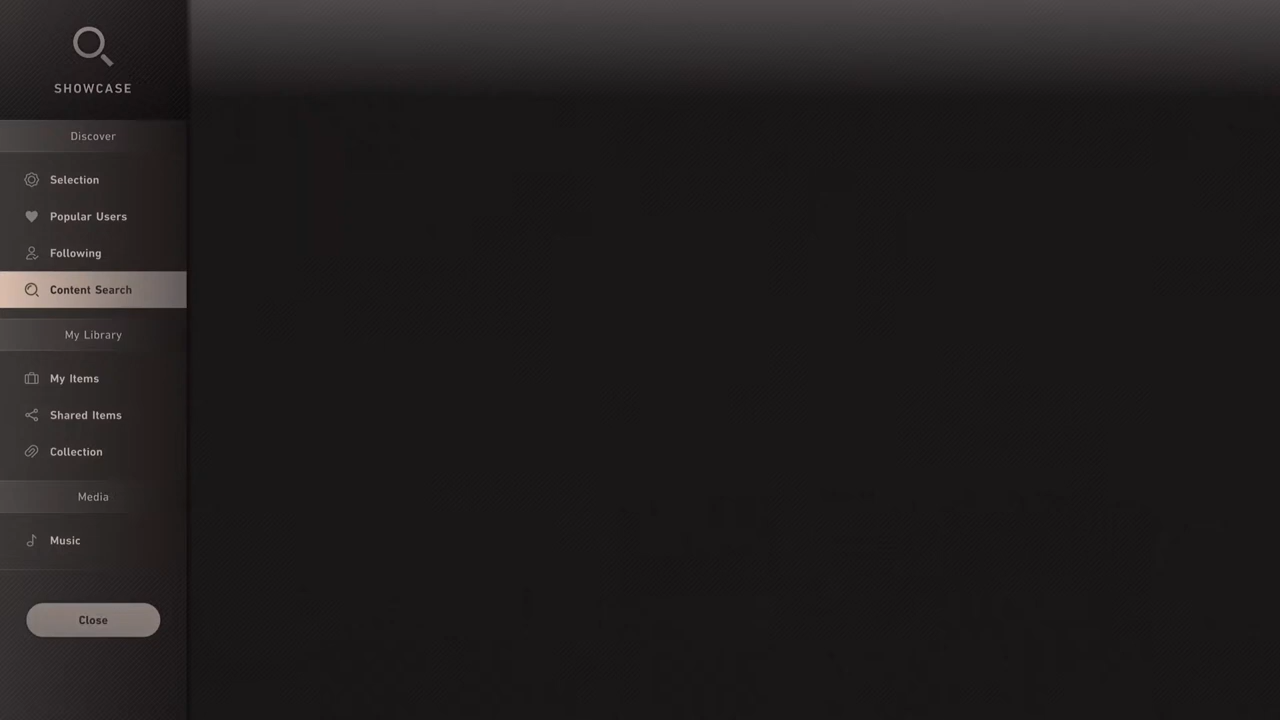 SHOWCASE
Discover
Selection
Popular Users
Following
Content Search
My Library
My Items
Shared Items
Collection
Media
Music
Close